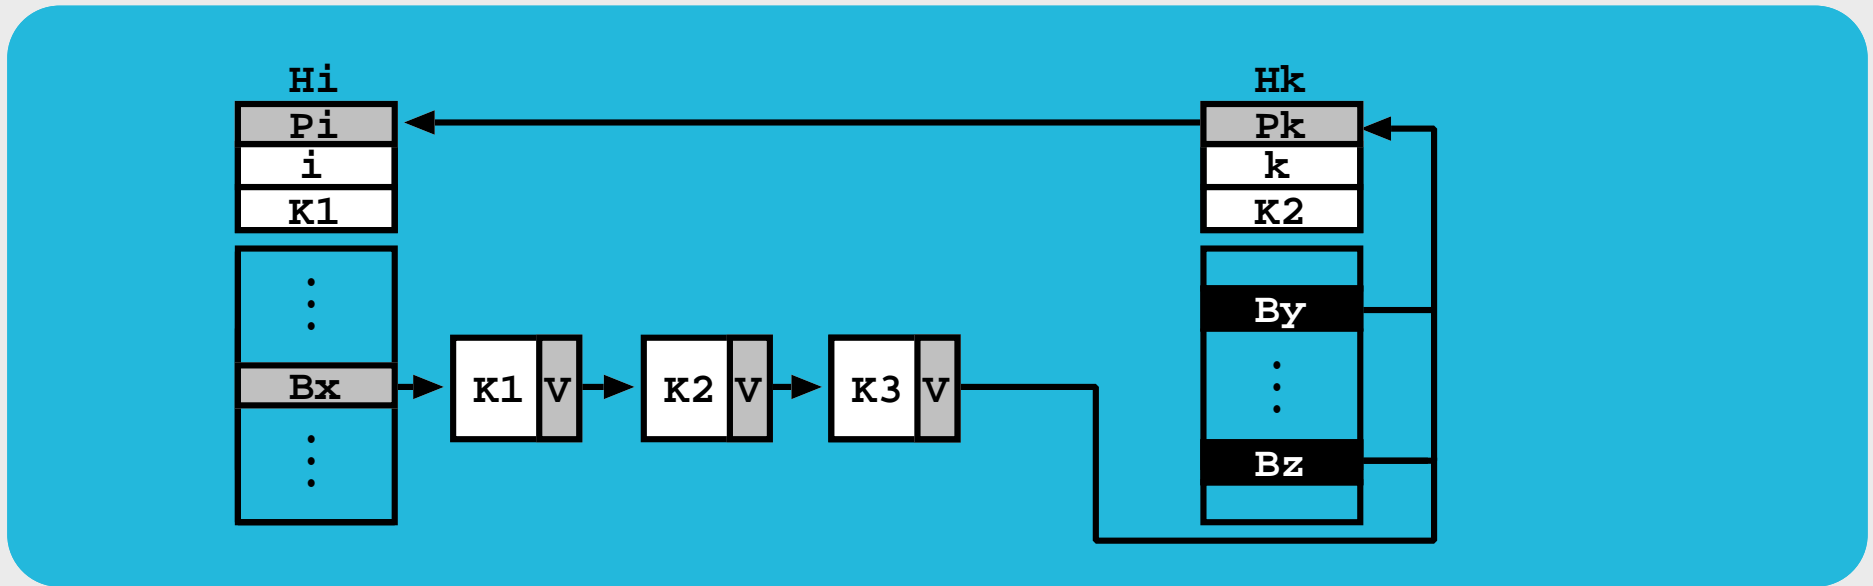 Hi Hk
Pi Pk
i k
K1 K2
By
Bx K1 V K2 V K3 V
Bz